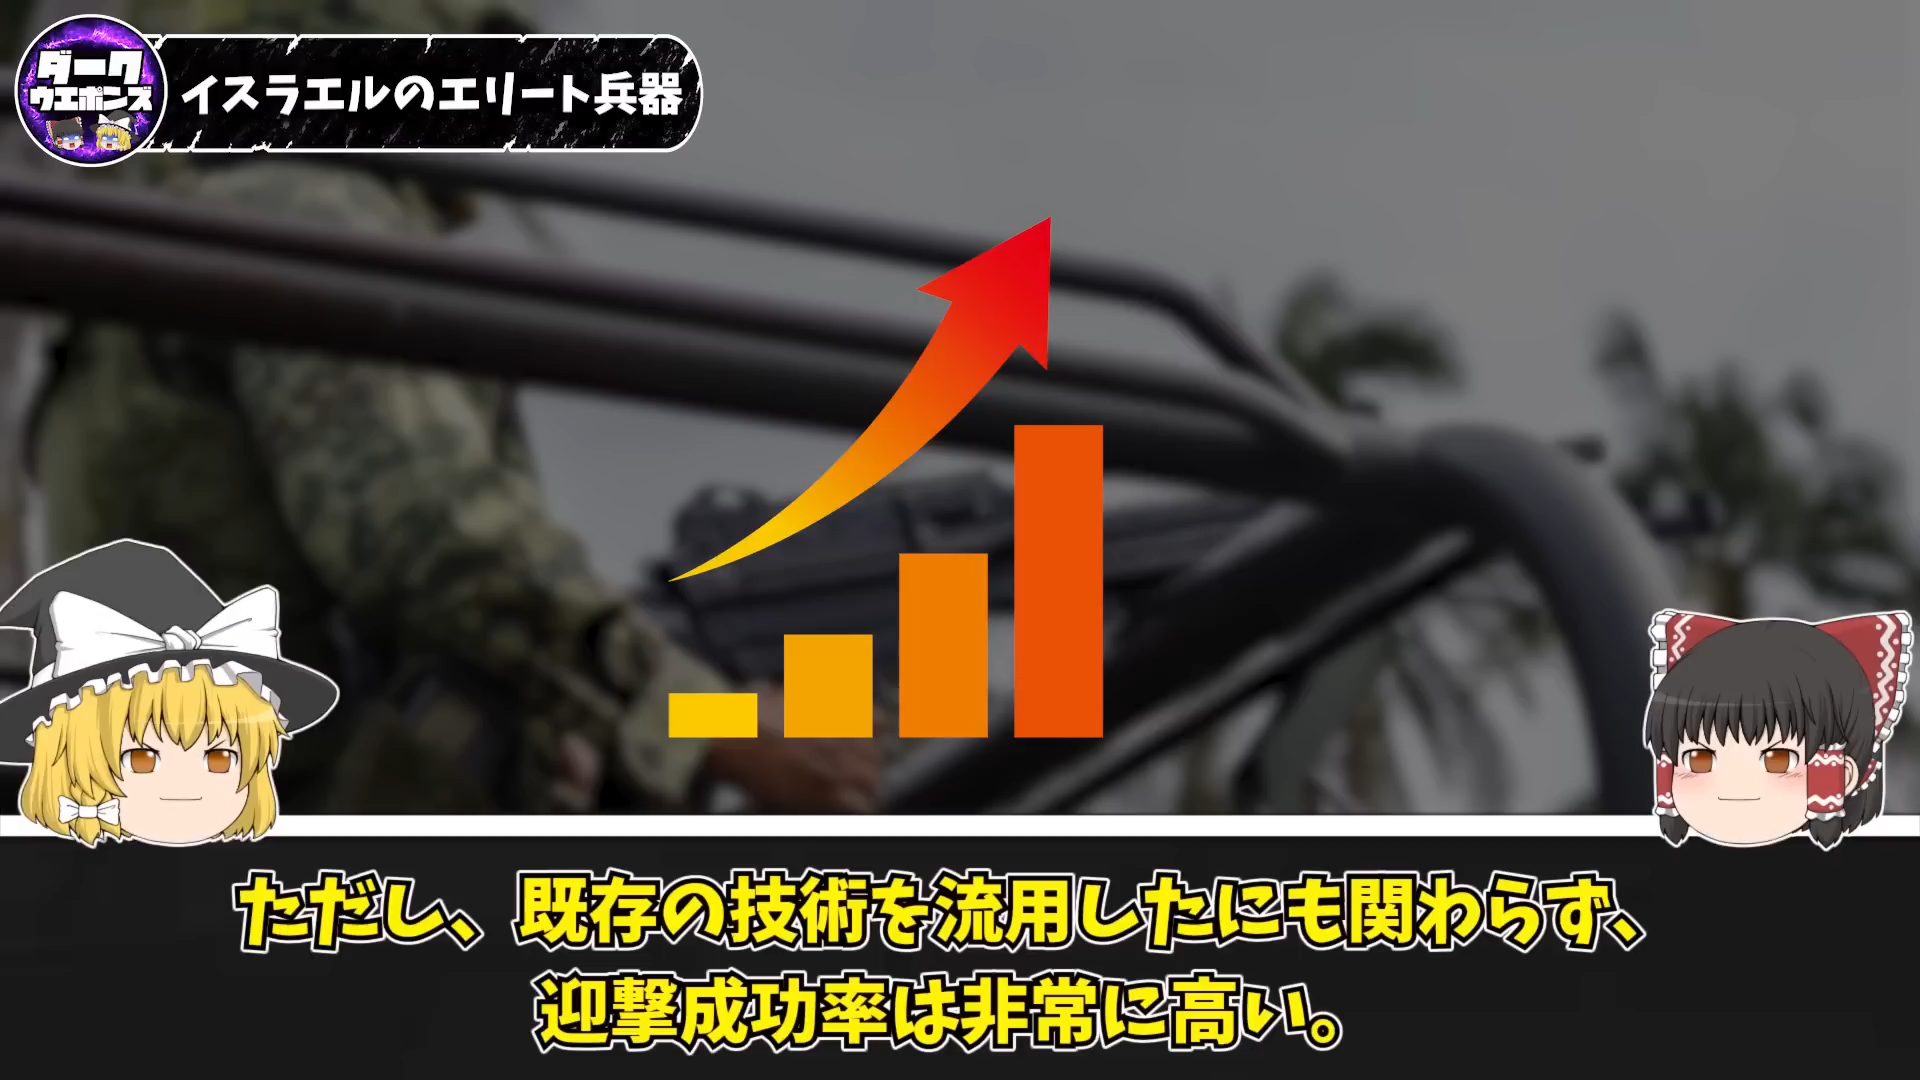 ダーク
ウエポンズ
イスラエルのエリート兵器
ただし、既存の技術を流用したにも関わらず、
迎撃成功率は非常に高い。